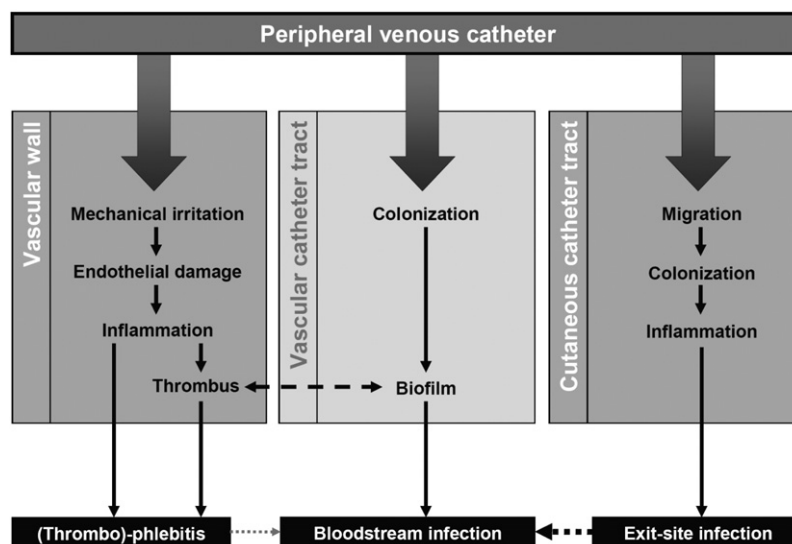 Peripheral venous catheter
Vascular wall
Mechanical irritation
Endothelial damage
Inflammation
Thrombus
Vascular catheter tract
Colonization
Biofilm
Cutaneous catheter tract
Migration
Colonization
Inflammation
(Thrombo)-phlebitis
Bloodstream infection
Exit-site infection